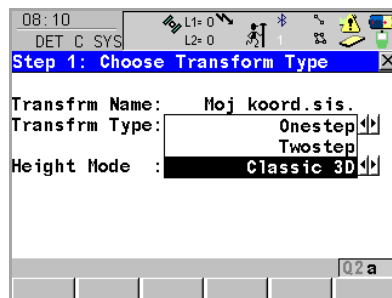 08:10
DET C SYS
L1= 0
L2= 0
1
Step 1: Choose Transform Type
Transfrm Name: Moj koord.sis.
Transfrm Type: Onestep
Twostep
Height Mode : Classic 3D
Q2a